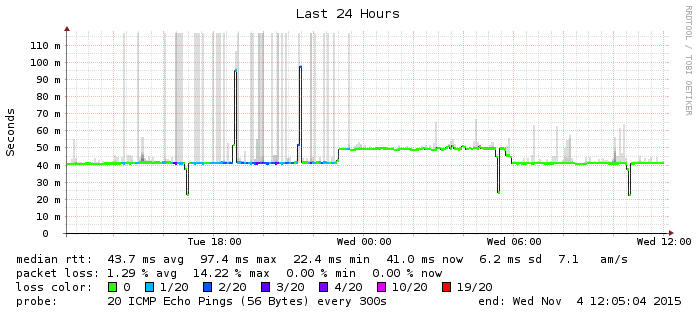 Last 24 Hours
RRDTOOL / TOBI OETIKER
Seconds
110 m
100 m
90 m
80 m
70 m
60 m
50 m
40 m
30 m
20 m
10 m
0
Tue 18:00 Wed 00:00 Wed 06:00 Wed 12:00
median rtt: 43.7 ms avg 97.4 ms max 22.4 ms min 41.0 ms now 6.2 ms sd 7.1 am/s
packet loss: 1.29 % avg 14.22 % max 0.00 % min 0.00 % now
loss color: 0 1/20 2/20 3/20 4/20 10/20 19/20
probe: 20 ICMP Echo Pings (56 Bytes) every 300s end: Wed Nov 4 12:05:04 2015